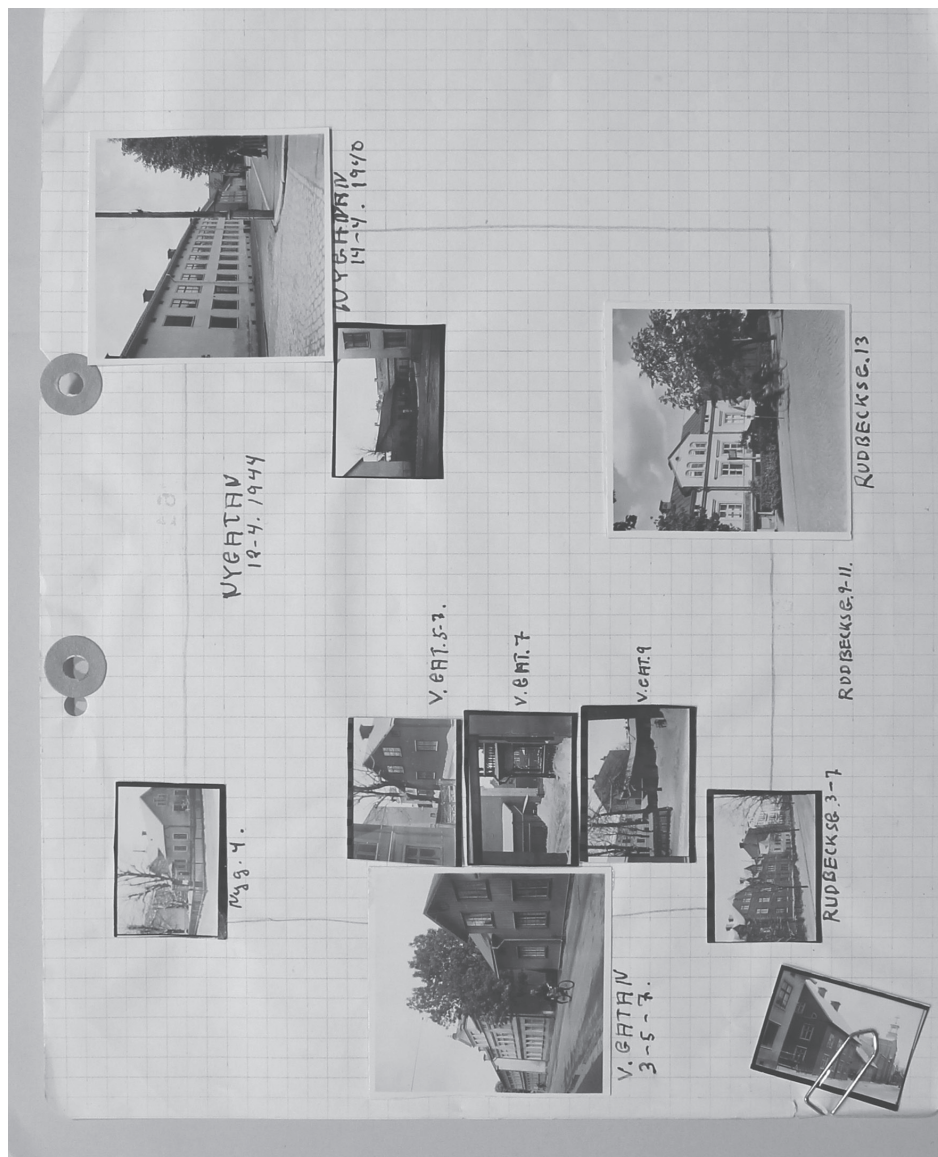 Nyg. 4.
NYGATAN
19-4. 1944
NYGATAN
14-4. 1940
V. GAT. 5-7.
V. GAT. 7
V. GATAN
3-5-7.
V. GAT. 9
RUDBECKSG. 3-7
RUDBECKSG. 9-11.
RUDBECKSG. 13